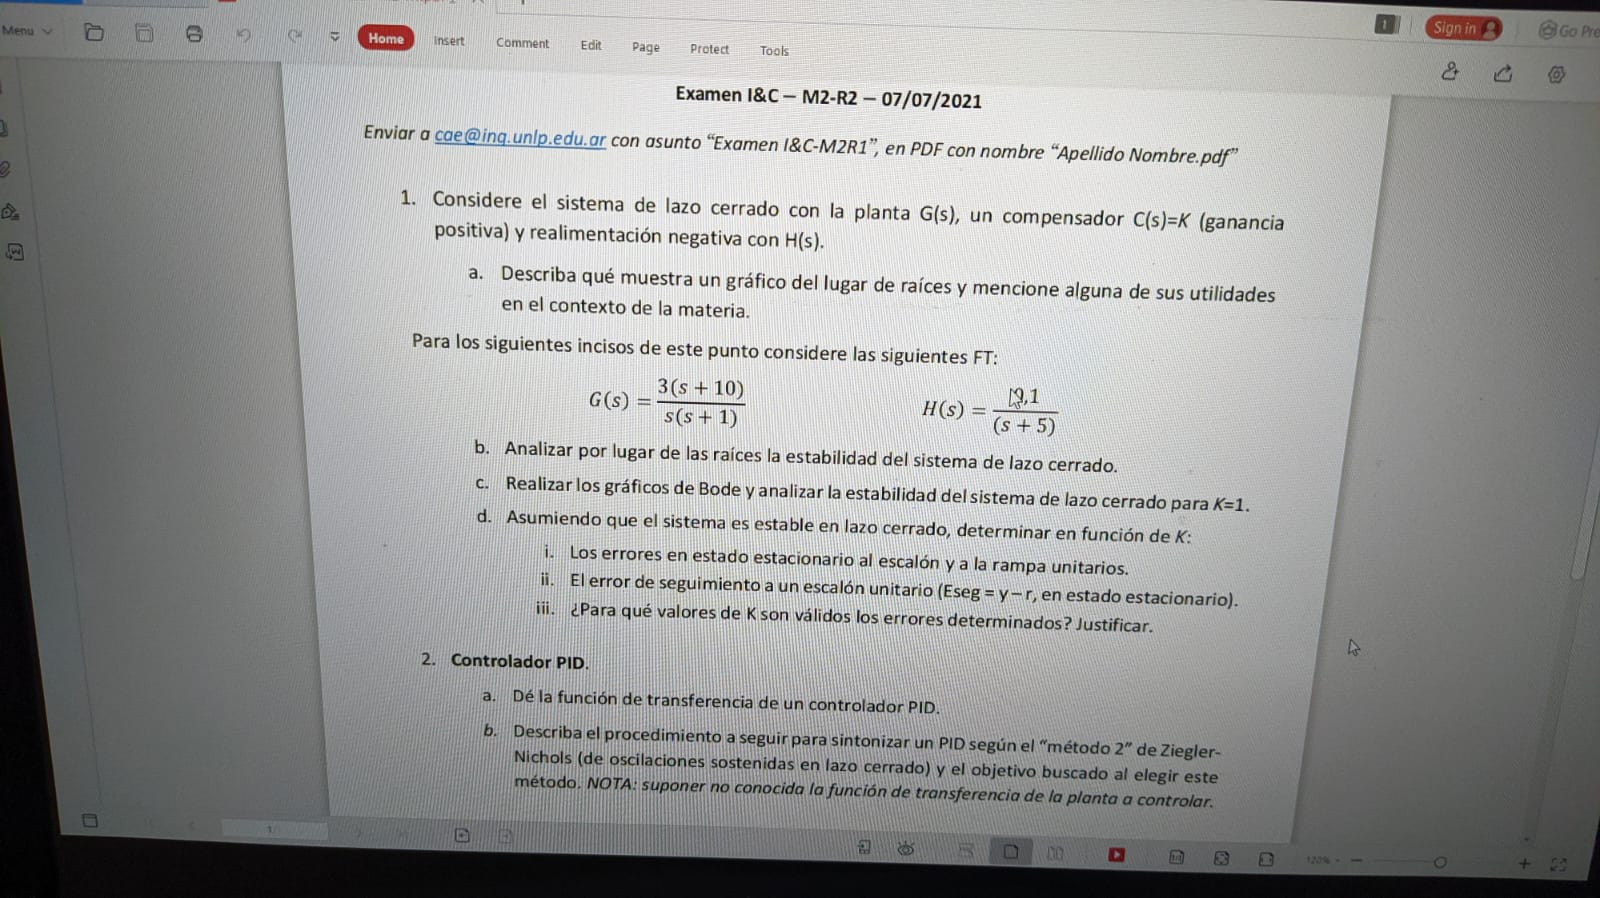 Menu
Home
Insert
Comment
Edit
Page
Protect
Tools
1
Sign in
Go Pre
Examen I&C – M2-R2 – 07/07/2021
Enviar a cae@ing.unlp.edu.ar con asunto “Examen I&C-M2R1”, en PDF con nombre “Apellido Nombre.pdf”
1. Considere el sistema de lazo cerrado con la planta G(s), un compensador C(s)=K (ganancia
positiva) y realimentación negativa con H(s).
a. Describa qué muestra un gráfico del lugar de raíces y mencione alguna de sus utilidades
en el contexto de la materia.
Para los siguientes incisos de este punto considere las siguientes FT:
G(s) = 3(s + 10) / s(s + 1)
H(s) = 0,1 / (s + 5)
b. Analizar por lugar de las raíces la estabilidad del sistema de lazo cerrado.
c. Realizar los gráficos de Bode y analizar la estabilidad del sistema de lazo cerrado para K=1.
d. Asumiendo que el sistema es estable en lazo cerrado, determinar en función de K:
i. Los errores en estado estacionario al escalón y a la rampa unitarios.
ii. El error de seguimiento a un escalón unitario (Eseg = y – r, en estado estacionario).
iii. ¿Para qué valores de K son válidos los errores determinados? Justificar.
2. Controlador PID.
a. Dé la función de transferencia de un controlador PID.
b. Describa el procedimiento a seguir para sintonizar un PID según el “método 2” de Ziegler-
Nichols (de oscilaciones sostenidas en lazo cerrado) y el objetivo buscado al elegir este
método. NOTA: suponer no conocida la función de transferencia de la planta a controlar.
1
120%